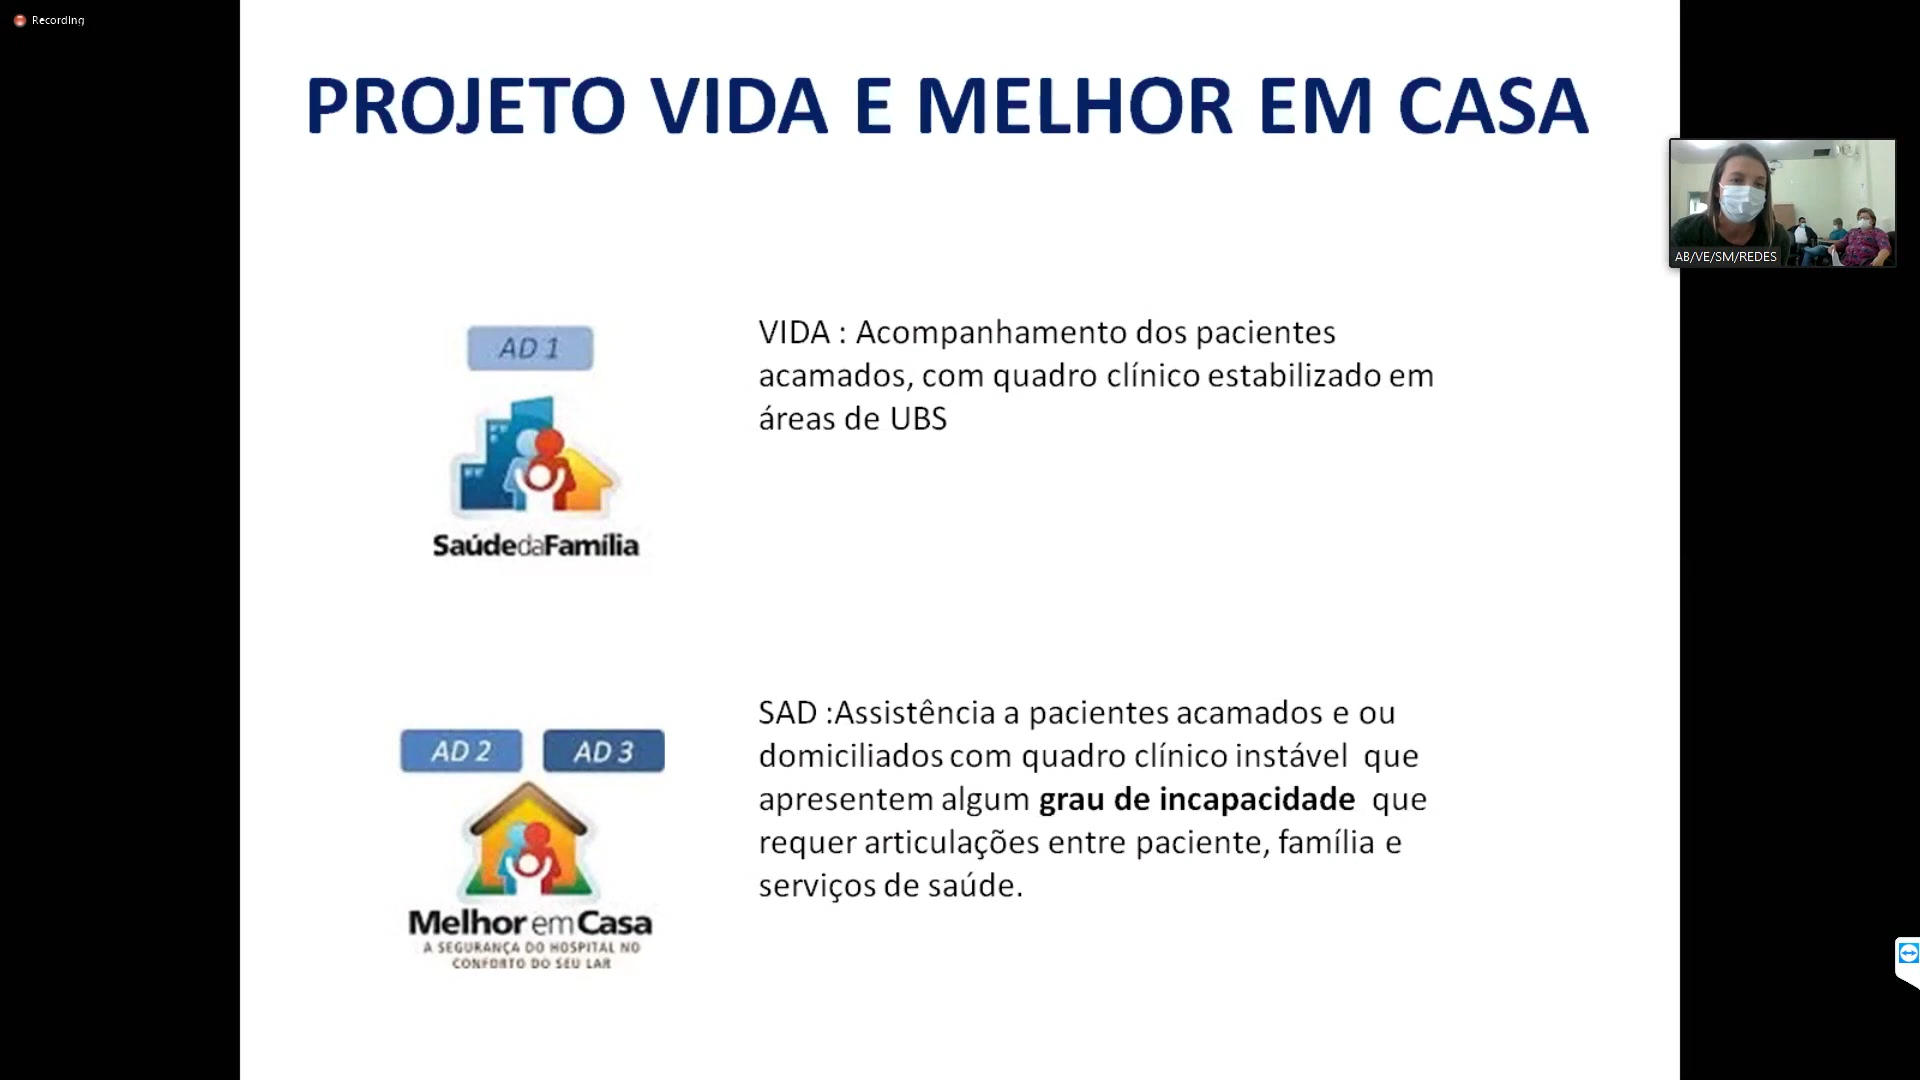 Recording
PROJETO VIDA E MELHOR EM CASA
AB/VE/SM/REDES
AD 1
SaúdedaFamília
VIDA : Acompanhamento dos pacientes
acamados, com quadro clínico estabilizado em
áreas de UBS
AD 2 AD 3
Melhor em Casa
A SEGURANÇA DO HOSPITAL NO
CONFORTO DO SEU LAR
SAD :Assistência a pacientes acamados e ou
domiciliados com quadro clínico instável que
apresentem algum grau de incapacidade que
requer articulações entre paciente, família e
serviços de saúde.